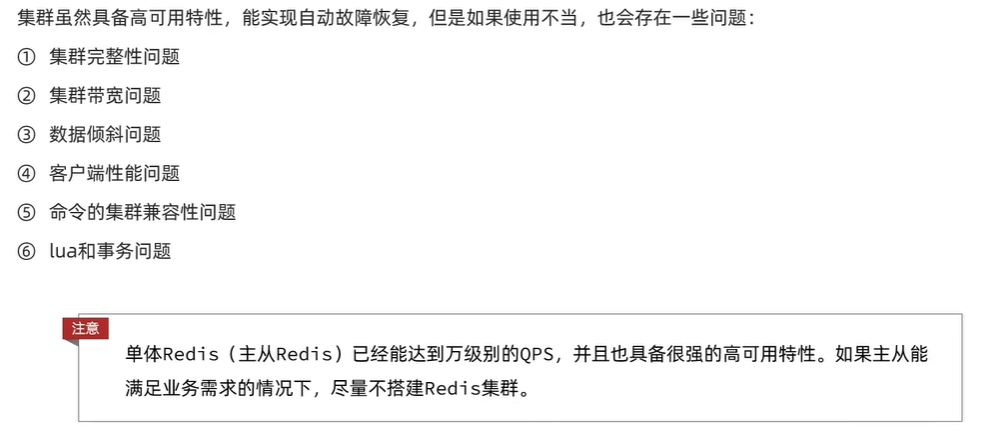 集群虽然具备高可用特性，能实现自动故障恢复，但是如果使用不当，也会存在一些问题：
① 集群完整性问题
② 集群带宽问题
③ 数据倾斜问题
④ 客户端性能问题
⑤ 命令的集群兼容性问题
⑥ lua和事务问题
注意
单体Redis（主从Redis）已经能达到万级别的QPS，并且也具备很强的高可用特性。如果主从能
满足业务需求的情况下，尽量不搭建Redis集群。